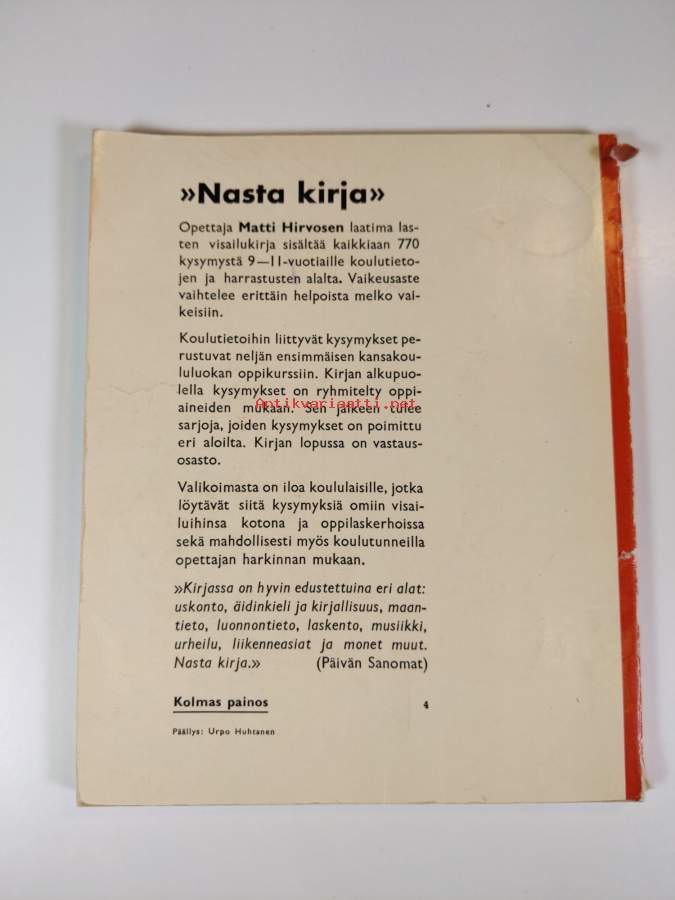 »Nasta kirja»
Opettaja Matti Hirvosen laatima las-
ten visailukirja sisältää kaikkiaan 770
kysymystä 9—11-vuotiaille koulutieto-
jen ja harrastusten alalta. Vaikeusaste
vaihtelee erittäin helpoista melko vai-
keisiin.
Koulutietoihin liittyvät kysymykset pe-
rustuvat neljän ensimmäisen kansakou-
luluokan oppikurssiin. Kirjan alkupuo-
lella kysymykset on ryhmitelty oppi-
aineiden mukaan. Sen jälkeen tulee
Antikvariaatti.net
sarjoja, joiden kysymykset on poimittu
eri aloilta. Kirjan lopussa on vastaus-
osasto.
Valikoimasta on iloa koululaisille, jotka
löytävät siitä kysymyksiä omiin visai-
luihinsa kotona ja oppilaskerhoissa
sekä mahdollisesti myös koulutunneilla
opettajan harkinnan mukaan.
»Kirjassa on hyvin edustettuina eri alat:
uskonto, äidinkieli ja kirjallisuus, maan-
tieto, luonnontieto, laskento, musiikki,
urheilu, liikenneasiat ja monet muut.
Nasta kirja.» (Päivän Sanomat)
Kolmas painos 4
Päällys: Urpo Huhtanen